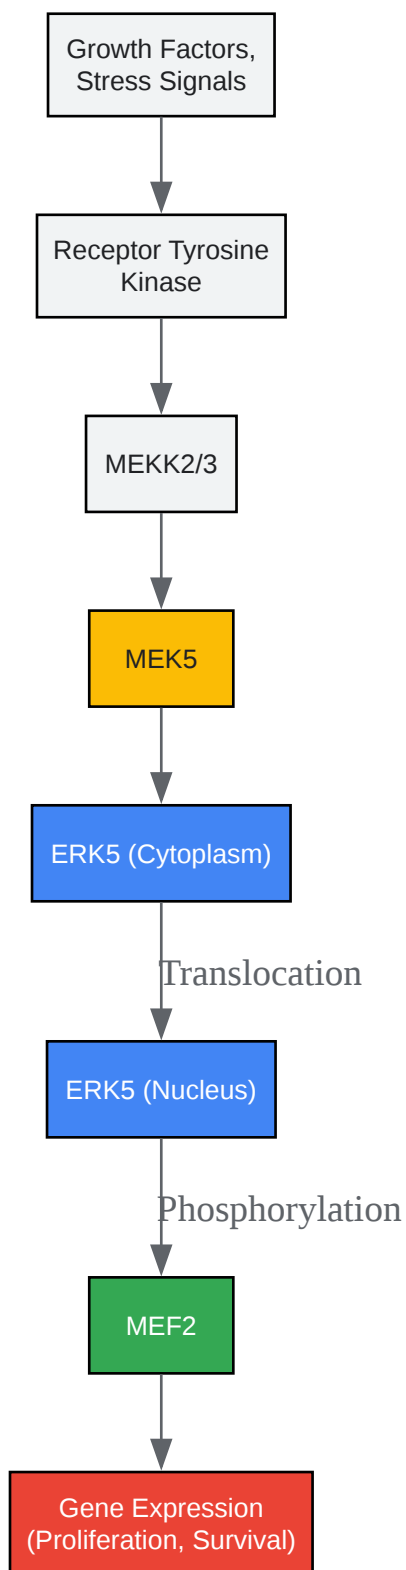 Growth Factors,
Stress Signals
Receptor Tyrosine
Kinase
MEKK2/3
MEK5
ERK5 (Cytoplasm)
Translocation
ERK5 (Nucleus)
Phosphorylation
MEF2
Gene Expression
(Proliferation, Survival)